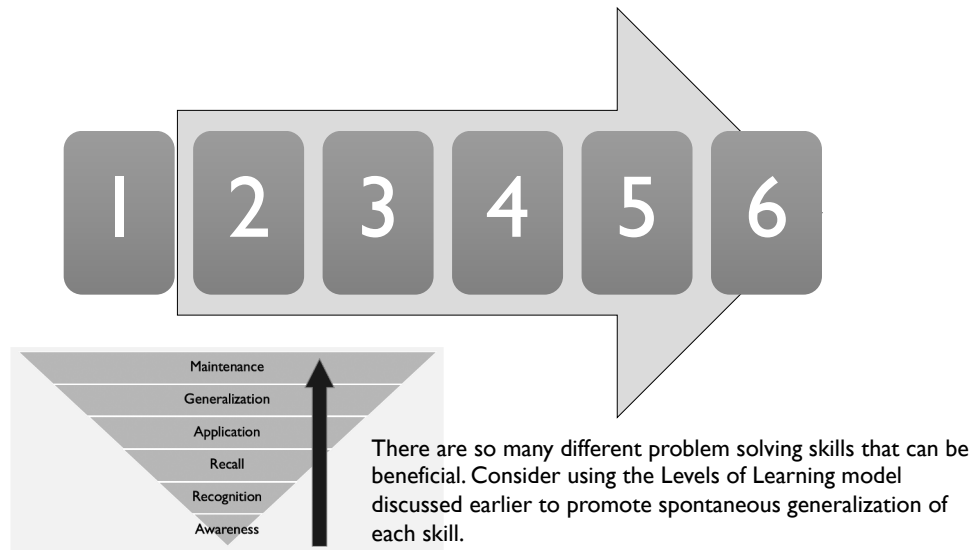 1 2 3 4 5 6
Maintenance
Generalization
Application
Recall
Recognition
Awareness
There are so many different problem solving skills that can be
beneficial. Consider using the Levels of Learning model
discussed earlier to promote spontaneous generalization of
each skill.